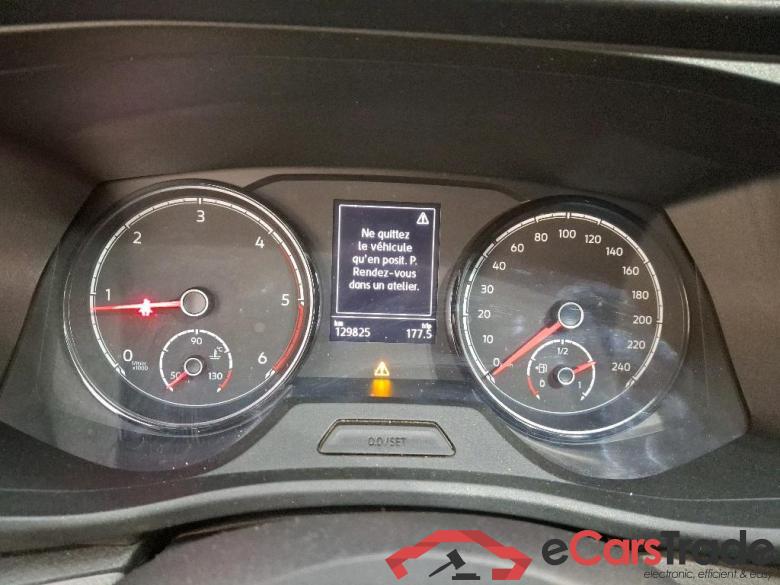 Ne quittez
le véhicule
qu'en posit. P.
Rendez-vous
dans un atelier.
km trip
129825 177.5
0 1 2 3 4 5 6
1/min
x1000
50 90 130
0 10 20 40 60 80 100 120 140 160 180 200 220 240
km/h
0 1/2 1
0.0/SET
eCarsTrade
electronic, efficient & easy